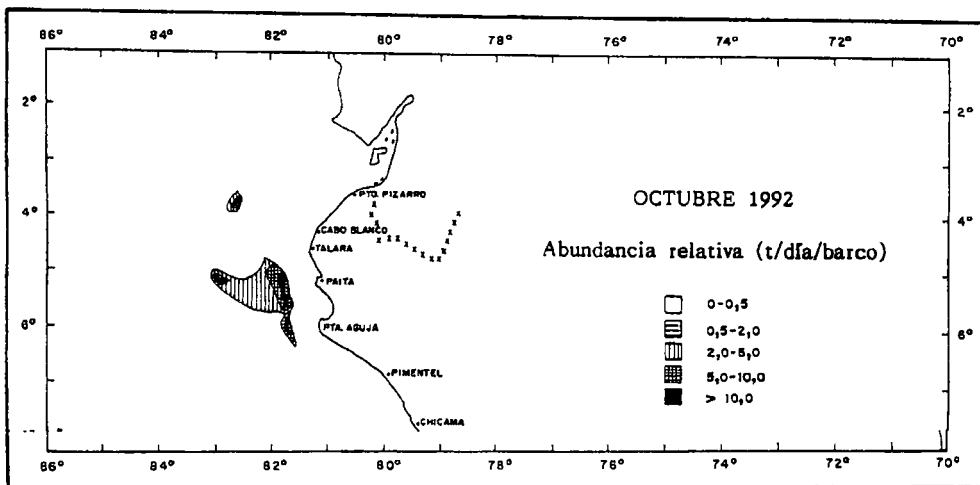 86° 84° 82° 80° 78° 76° 74° 72° 70°
2° 2°
PTO. PIZARRO
OCTUBRE 1992
4° 4°
CABO BLANCO
TALARA
Abundancia relativa (t/día/barco)
PAITA
0-0,5
6° PTA. AGUJA 6°
0,5-2,0
2,0-5,0
PIMENTEL
5,0-10,0
> 10,0
CHICAMA
86° 84° 82° 80° 78° 76° 74° 72° 70°